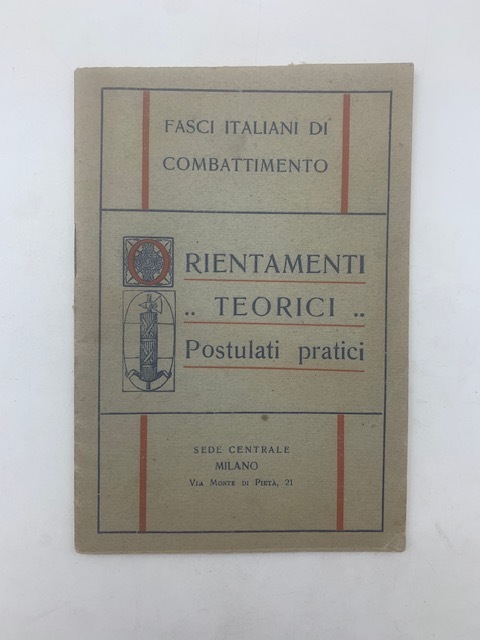 FASCI ITALIANI DI
COMBATTIMENTO
ORIENTAMENTI
.. TEORICI ..
Postulati pratici
SEDE CENTRALE
MILANO
VIA MONTE DI PIETÀ, 21